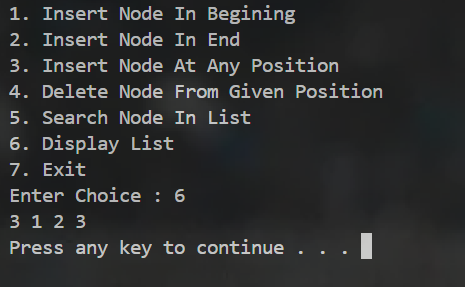 1. Insert Node In Begining
2. Insert Node In End
3. Insert Node At Any Position
4. Delete Node From Given Position
5. Search Node In List
6. Display List
7. Exit
Enter Choice : 6
3 1 2 3
Press any key to continue . . .